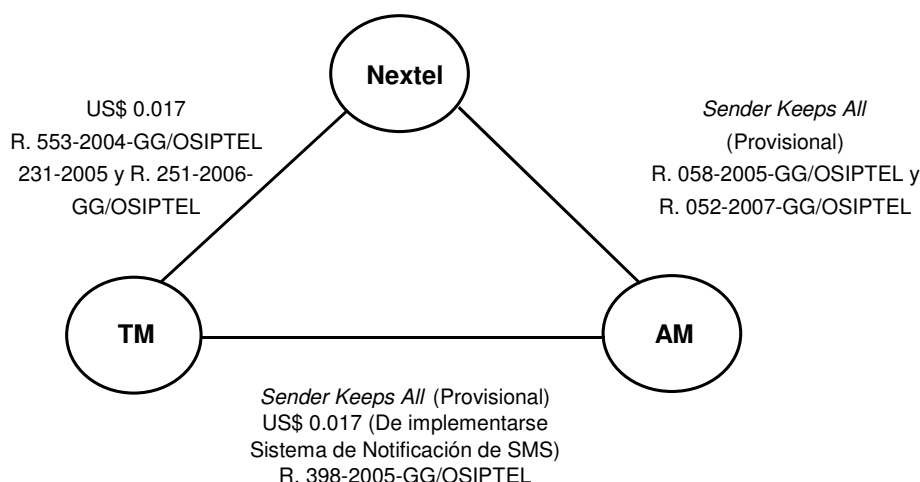 Nextel
US$ 0.017
R. 553-2004-GG/OSIPTEL
231-2005 y R. 251-2006-
GG/OSIPTEL
Sender Keeps All
(Provisional)
R. 058-2005-GG/OSIPTEL y
R. 052-2007-GG/OSIPTEL
TM
AM
Sender Keeps All (Provisional)
US$ 0.017 (De implementarse
Sistema de Notificación de SMS)
R. 398-2005-GG/OSIPTEL